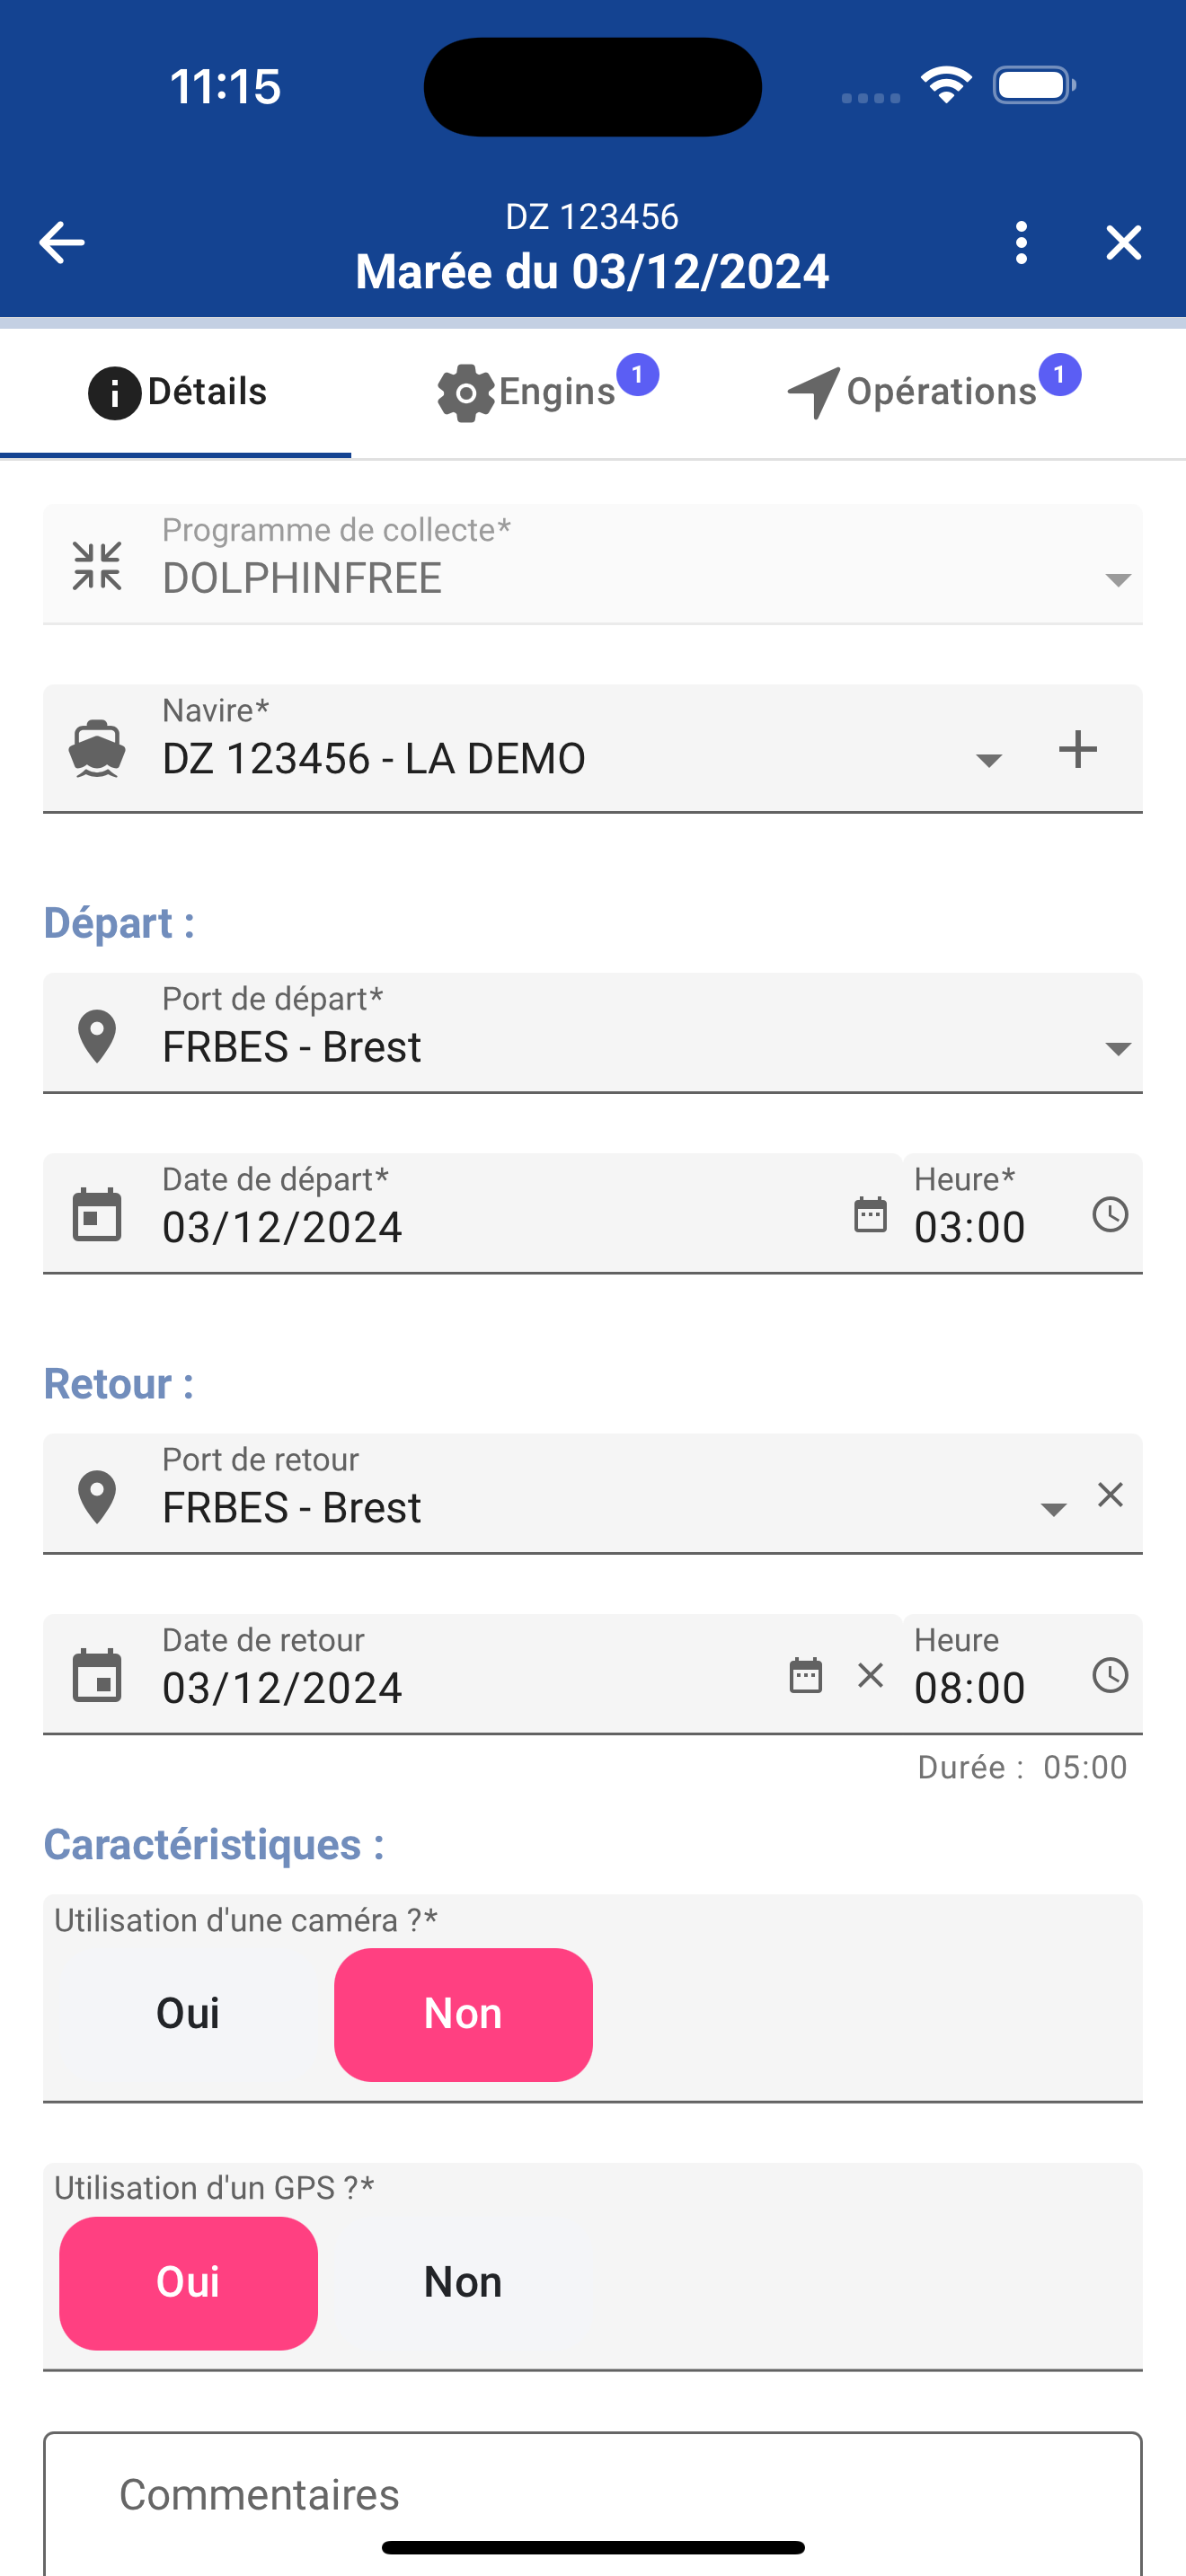 11:15
DZ 123456
Marée du 03/12/2024
Détails
Engins 1
Opérations 1
Programme de collecte*
DOLPHINFREE
Navire*
DZ 123456 - LA DEMO
Départ :
Port de départ*
FRBES - Brest
Date de départ* Heure*
03/12/2024 03:00
Retour :
Port de retour
FRBES - Brest
Date de retour Heure
03/12/2024 08:00
Durée : 05:00
Caractéristiques :
Utilisation d'une caméra ?*
Oui Non
Utilisation d'un GPS ?*
Oui Non
Commentaires